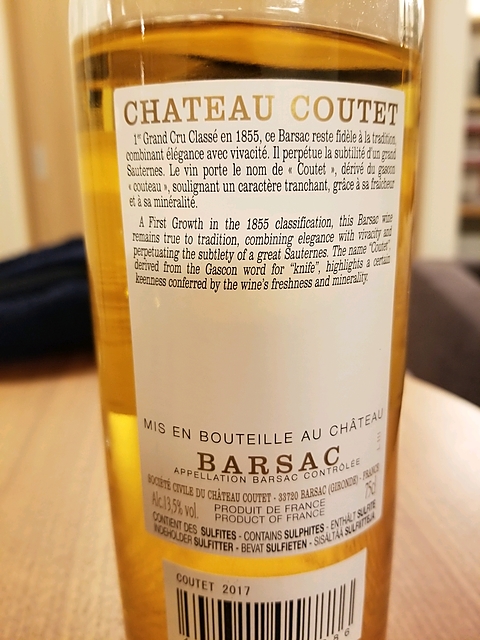 CHATEAU COUTET
1er Grand Cru Classé en 1855, ce Barsac reste fidèle à la tradition,
combinant élégance avec vivacité. Il perpétue la subtilité d'un grand
Sauternes. Le vin porte le nom de « Coutet », dérivé du gascon
« couteau », soulignant un caractère tranchant, grâce à sa fraîcheur
et à sa minéralité.
A First Growth in the 1855 classification, this Barsac wine
remains true to tradition, combining elegance with vivacity and
perpetuating the subtlety of a great Sauternes. The name "Coutet",
derived from the Gascon word for "knife", highlights a certain
keenness conferred by the wine's freshness and minerality.
MIS EN BOUTEILLE AU CHÂTEAU
BARSAC
APPELLATION BARSAC CONTRÔLÉE
SOCIÉTÉ CIVILE DU CHÂTEAU COUTET - 33720 BARSAC (GIRONDE) - FRANCE
Alc.13,5% vol. PRODUIT DE FRANCE 75cl
PRODUCT OF FRANCE
CONTIENT DES SULFITES - CONTAINS SULPHITES - ENTHÄLT SULFITE
INDEHOLDER SULFITTER - BEVAT SULFIETEN - SISÄLTÄÄ SULFIITTEJA
COUTET 2017